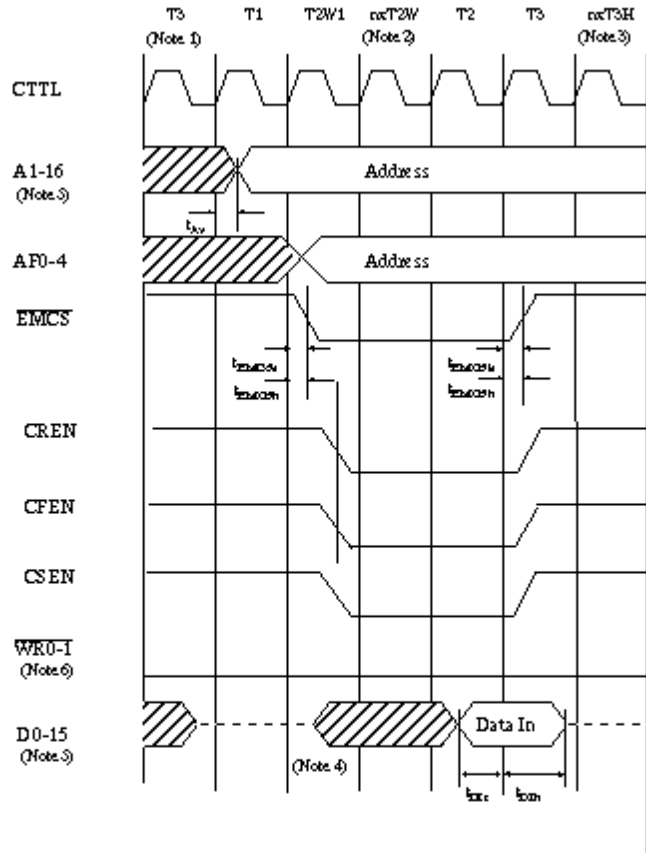 T3 T1 T2W1 nxT2W T2 T3 nxT3H
(Note. 1) (Note. 2) (Note. 3)
CTTL
A1-16 Address
(Note.5)
tAv
AF0-4 Address
EMCS
CREN
CFEN
CSEN
WR0-1
(Note.6)
D0-15 Data In
(Note.5)
(Note.4)